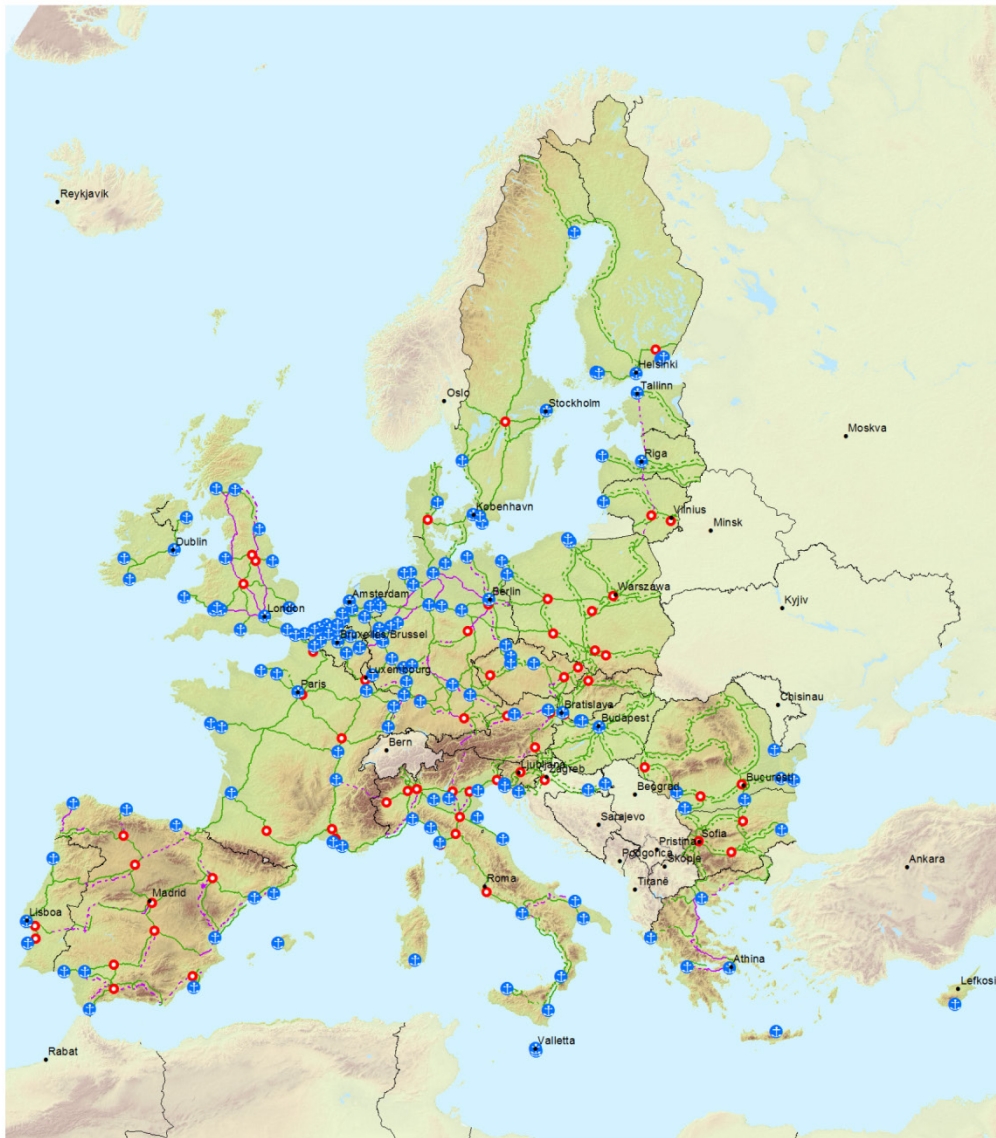 Reykjavík
Helsinki
Tallinn
Oslo
Stockholm
Moskva
Riga
København
Vilnius
Minsk
Dublin
Warszawa
Berlin
Amsterdam
London
Kyjiv
Bruxelles/Brussel
Luxembourg
Paris
Chisinau
Bratislava
Budapest
Bern
Ljubljana
Zagreb
Bucuresti
Beograd
Sarajevo
Sofia
Pristina
Podgorica
Skopje
Ankara
Tiranë
Roma
Madrid
Lisboa
Athina
Lefkosi
Valletta
Rabat